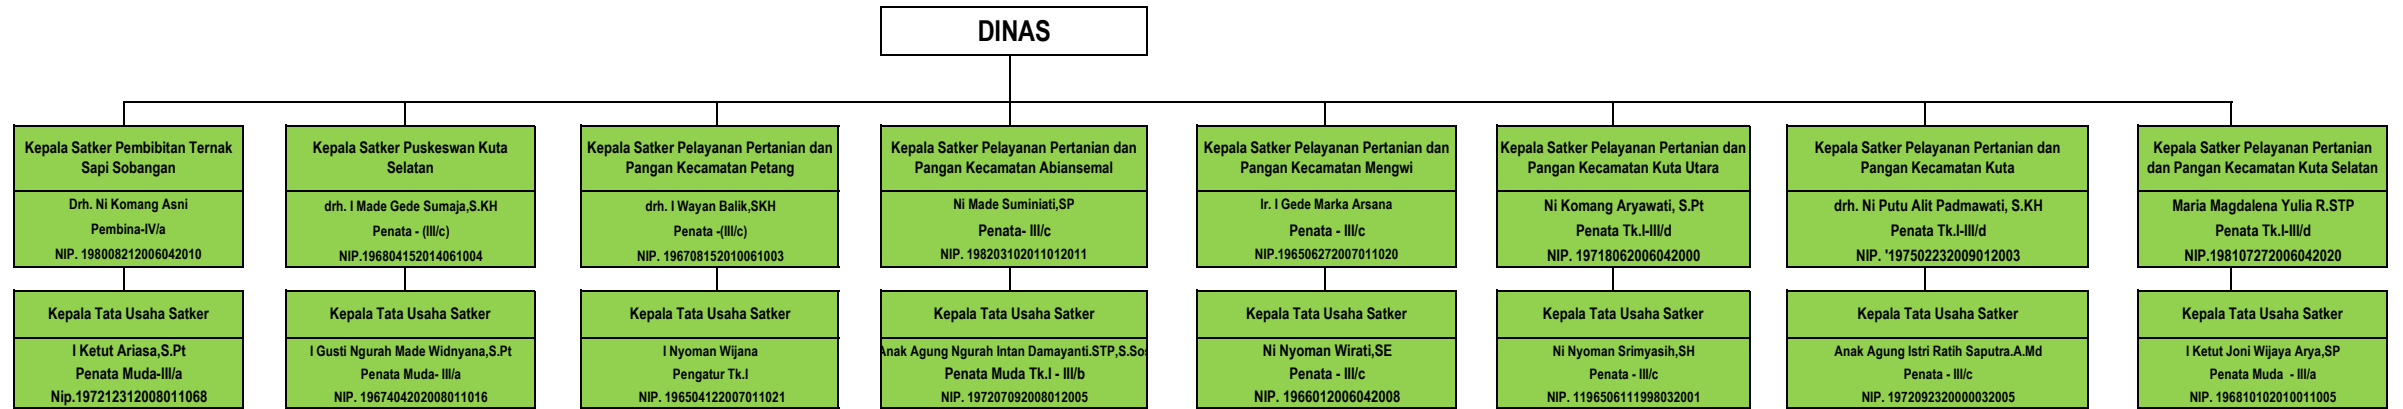 DINAS
Kepala Satker Pembibitan Ternak
Sapi Sobangan
Drh. Ni Komang Asni
Pembina-IV/a
NIP. 198008212006042010
Kepala Tata Usaha Satker
I Ketut Ariasa,S.Pt
Penata Muda-III/a
Nip.197212312008011068
Kepala Satker Puskeswan Kuta
Selatan
drh. I Made Gede Sumaja,S.KH
Penata - (III/c)
NIP.196804152014061004
Kepala Tata Usaha Satker
I Gusti Ngurah Made Widnyana,S.Pt
Penata Muda- III/a
NIP. 1967404202008011016
Kepala Satker Pelayanan Pertanian dan
Pangan Kecamatan Petang
drh. I Wayan Balik,SKH
Penata -(III/c)
NIP. 196708152010061003
Kepala Tata Usaha Satker
I Nyoman Wijana
Pengatur Tk.I
NIP. 196504122007011021
Kepala Satker Pelayanan Pertanian dan
Pangan Kecamatan Abiansemal
Ni Made Suminiati,SP
Penata- III/c
NIP. 198203102011012011
Kepala Tata Usaha Satker
Anak Agung Ngurah Intan Damayanti.STP,S.Sos
Penata Muda Tk.I - III/b
NIP. 197207092008012005
Kepala Satker Pelayanan Pertanian dan
Pangan Kecamatan Mengwi
Ir. I Gede Marka Arsana
Penata - III/c
NIP.196506272007011020
Kepala Tata Usaha Satker
Ni Nyoman Wirati,SE
Penata - III/c
NIP. 1966012006042008
Kepala Satker Pelayanan Pertanian dan
Pangan Kecamatan Kuta Utara
Ni Komang Aryawati, S.Pt
Penata Tk.I-III/d
NIP. 19718062006042000
Kepala Tata Usaha Satker
Ni Nyoman Srimyasih,SH
Penata - III/c
NIP. 1196506111998032001
Kepala Satker Pelayanan Pertanian dan
Pangan Kecamatan Kuta
drh. Ni Putu Alit Padmawati, S.KH
Penata Tk.I-III/d
NIP. '197502232009012003
Kepala Tata Usaha Satker
Anak Agung Istri Ratih Saputra.A.Md
Penata - III/c
NIP. 1972092320000032005
Kepala Satker Pelayanan Pertanian
dan Pangan Kecamatan Kuta Selatan
Maria Magdalena Yulia R.STP
Penata Tk.I-III/d
NIP.198107272006042020
Kepala Tata Usaha Satker
I Ketut Joni Wijaya Arya,SP
Penata Muda - III/a
NIP. 196810102010011005